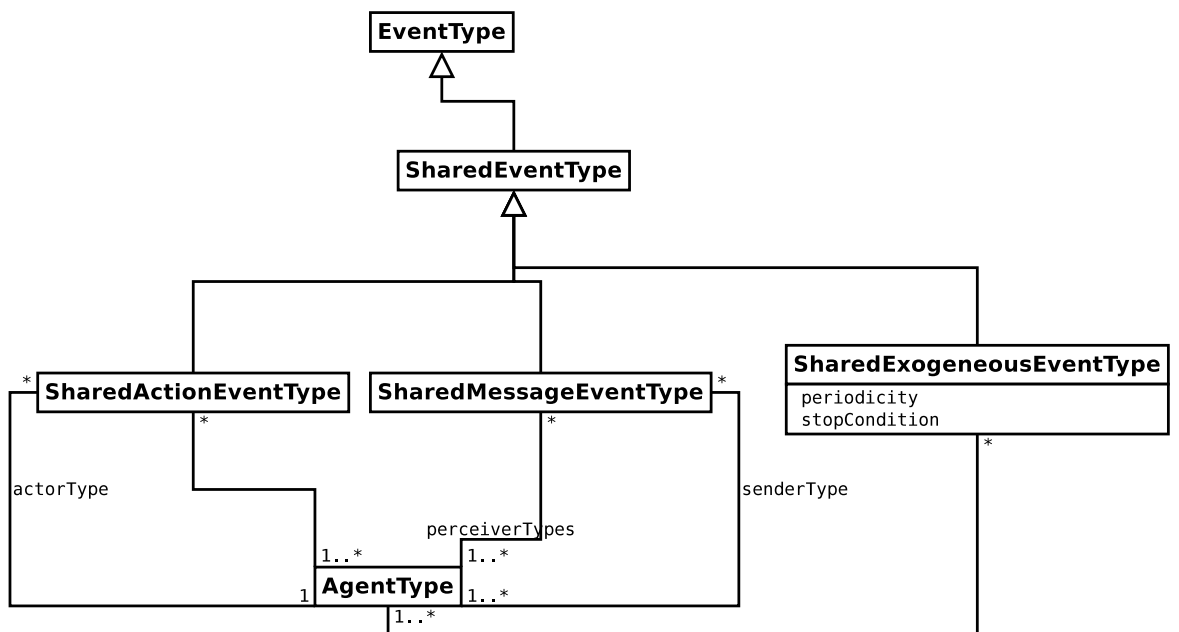 EventType
SharedEventType
SharedExogeneousEventType
periodicity
stopCondition
*
SharedActionEventType
SharedMessageEventType
*
*
*
*
actorType
senderType
perceiverTypes
1..*
1..*
AgentType
1
1..*
1..*